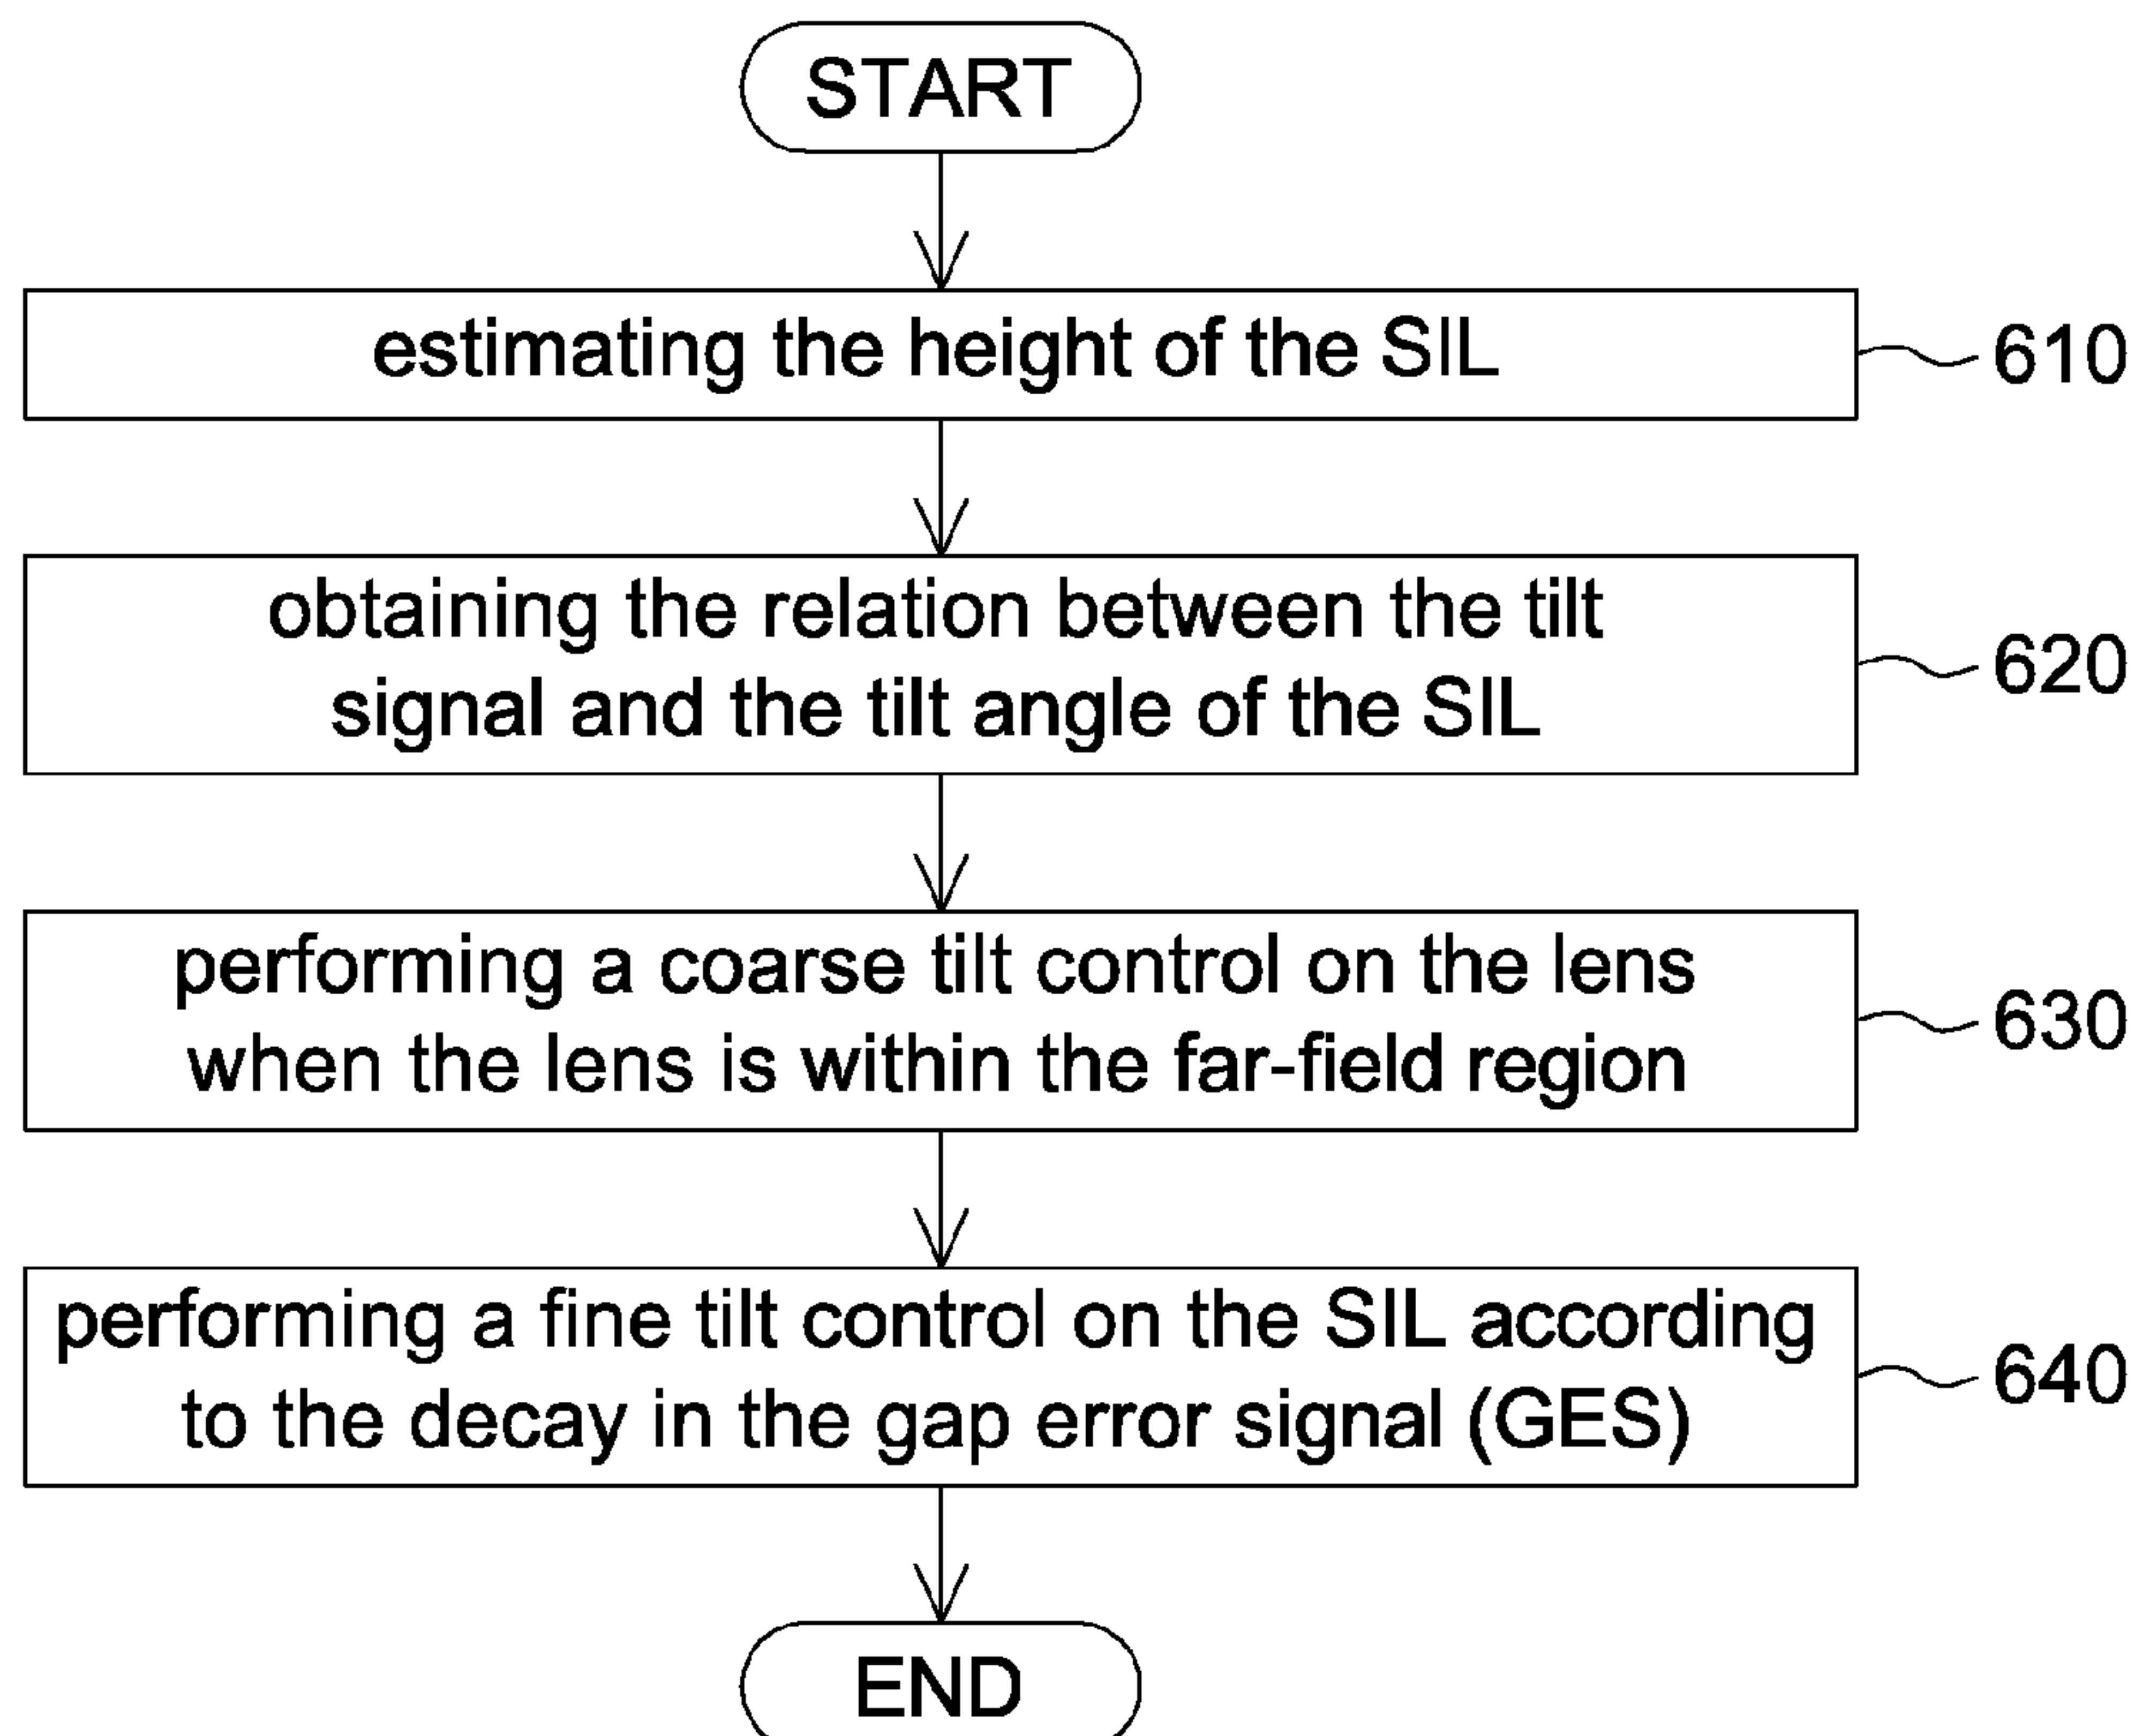 START
estimating the height of the SIL
610
obtaining the relation between the tilt
signal and the tilt angle of the SIL
620
performing a coarse tilt control on the lens
when the lens is within the far-field region
630
performing a fine tilt control on the SIL according
to the decay in the gap error signal (GES)
640
END